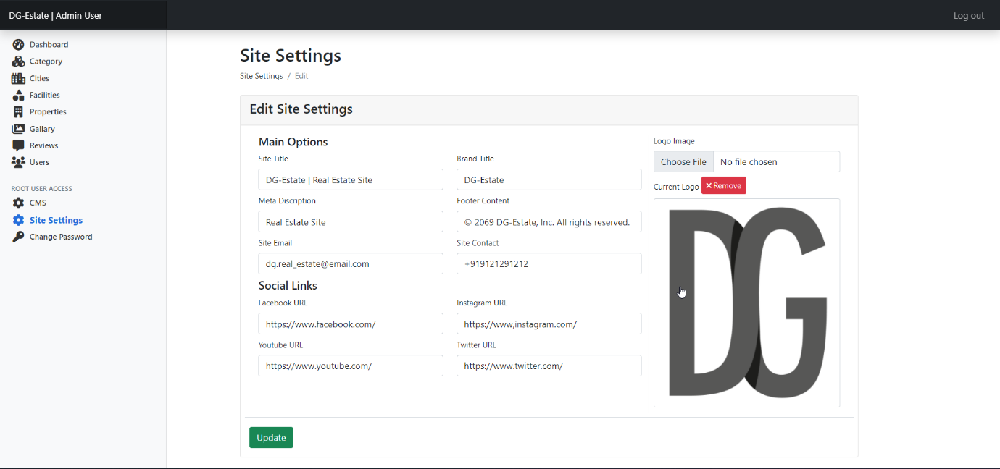 DG-Estate | Admin User
Log out
Dashboard
Category
Cities
Facilities
Properties
Gallary
Reviews
Users
ROOT USER ACCESS
CMS
Site Settings
Change Password
Site Settings
Site Settings / Edit
Edit Site Settings
Main Options
Site Title
Brand Title
DG-Estate | Real Estate Site
DG-Estate
Meta Discription
Footer Content
Real Estate Site
© 2069 DG-Estate, Inc. All rights reserved.
Site Email
Site Contact
dg.real_estate@email.com
+919121291212
Social Links
Facebook URL
Instagram URL
https://www.facebook.com/
https://www,instagram.com/
Youtube URL
Twitter URL
https://www.youtube.com/
https://www.twitter.com/
Logo Image
Choose File No file chosen
Current Logo Remove
DG
Update